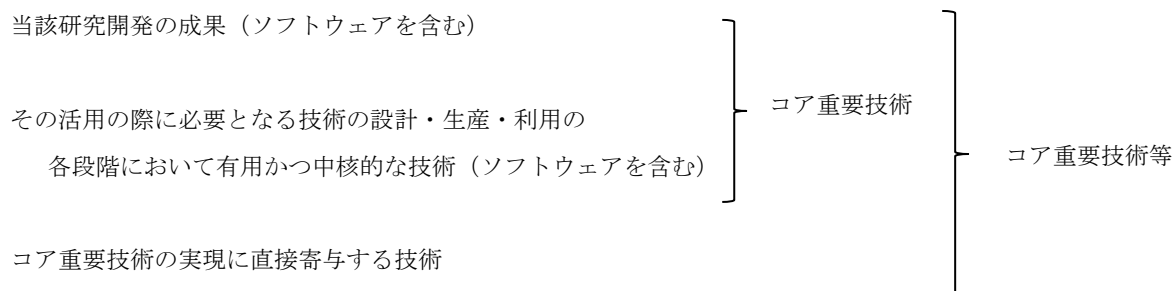 当該研究開発の成果（ソフトウェアを含む）
コア重要技術
その活用の際に必要となる技術の設計・生産・利用の
各段階において有用かつ中核的な技術（ソフトウェアを含む）
コア重要技術等
コア重要技術の実現に直接寄与する技術